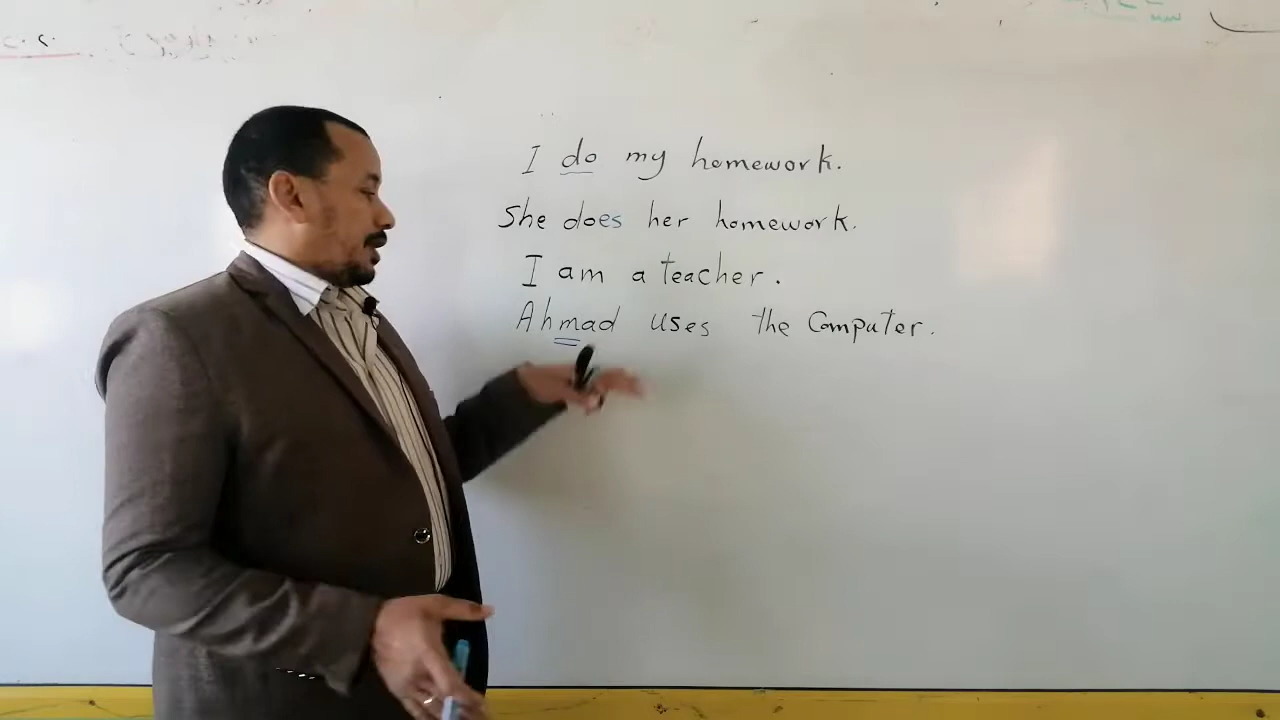 I do my homework.
She does her homework.
I am a teacher.
Ahmad uses the Computer.